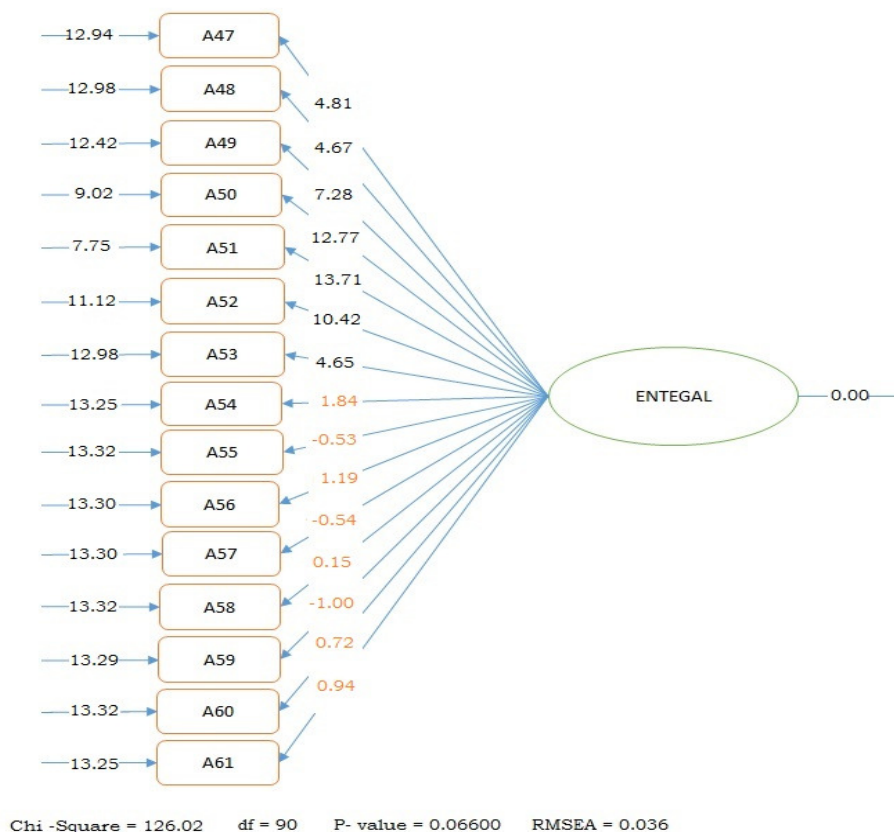 12.94 A47
4.81
12.98 A48
4.67
12.42 A49
7.28
9.02 A50
12.77
7.75 A51
13.71
11.12 A52
10.42
12.98 A53
4.65
ENTEGAL 0.00
13.25 A54
1.84
-0.53
13.32 A55
1.19
13.30 A56
-0.54
13.30 A57
0.15
13.32 A58
-1.00
0.72
13.29 A59
0.94
13.32 A60
13.25 A61
Chi -Square = 126.02 df = 90 P- value = 0.06600 RMSEA = 0.036